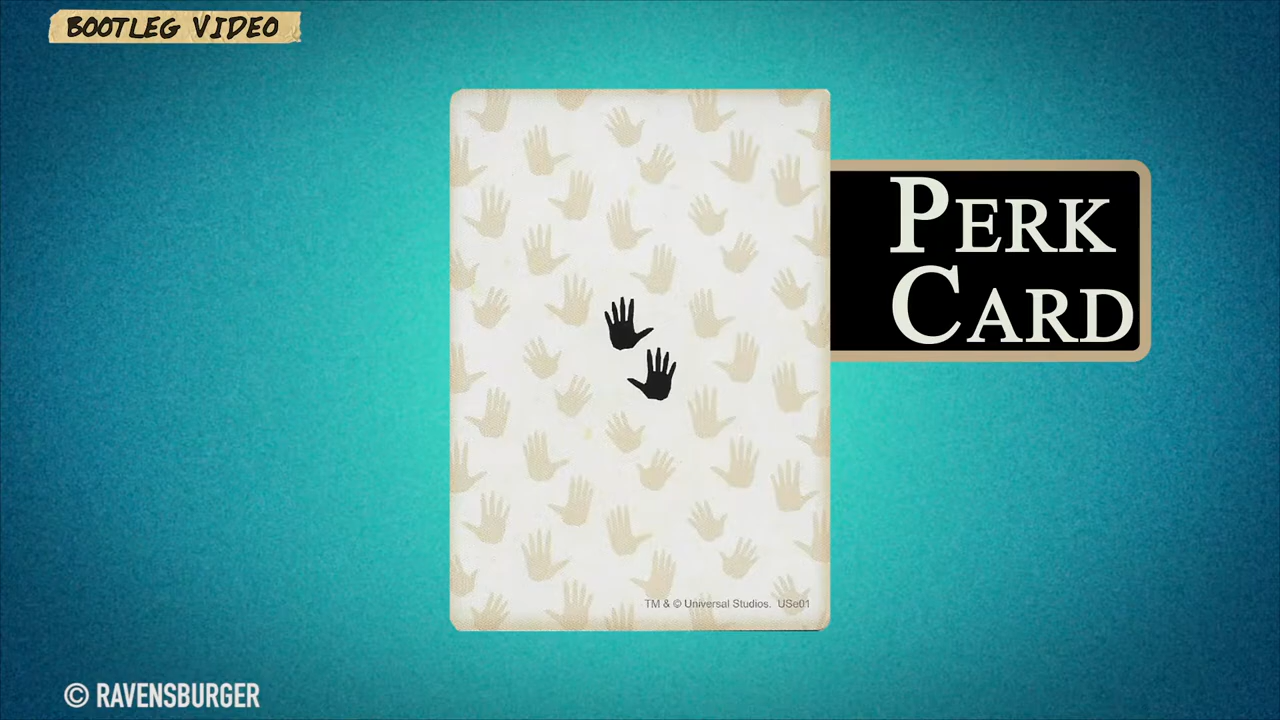 BOOTLEG VIDEO
PERK
CARD
TM & © Universal Studios. USe01
© RAVENSBURGER